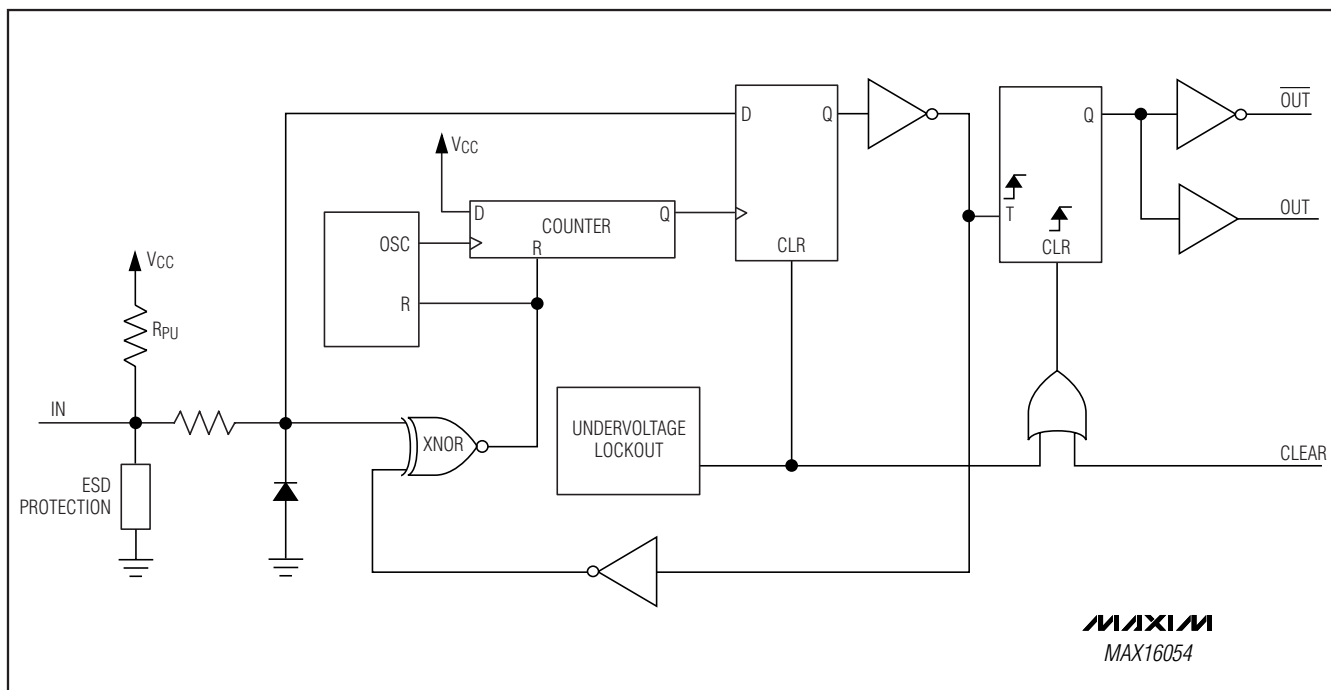 D
Q
Q
OUT
VCC
D
COUNTER
Q
OSC
T
OUT
R
CLR
CLR
VCC
R
RPU
IN
XNOR
UNDERVOLTAGE
LOCKOUT
CLEAR
ESD
PROTECTION
MAXIM
MAX16054